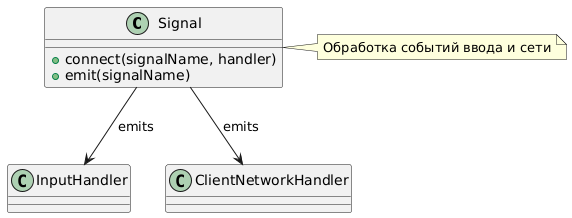 C Signal
connect(signalName, handler)
emit(signalName)
Обработка событий ввода и сети
emits
emits
C InputHandler
C ClientNetworkHandler